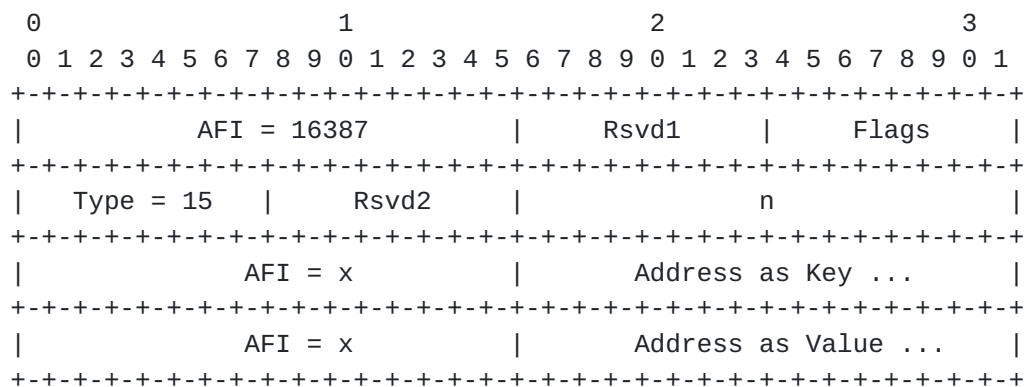 0                   1                   2                   3
 0 1 2 3 4 5 6 7 8 9 0 1 2 3 4 5 6 7 8 9 0 1 2 3 4 5 6 7 8 9 0 1
+-+-+-+-+-+-+-+-+-+-+-+-+-+-+-+-+-+-+-+-+-+-+-+-+-+-+-+-+-+-+-+-+
|           AFI = 16387         |     Rsvd1     |     Flags     |
+-+-+-+-+-+-+-+-+-+-+-+-+-+-+-+-+-+-+-+-+-+-+-+-+-+-+-+-+-+-+-+-+
|   Type = 15   |     Rsvd2     |               n               |
+-+-+-+-+-+-+-+-+-+-+-+-+-+-+-+-+-+-+-+-+-+-+-+-+-+-+-+-+-+-+-+-+
|              AFI = x          |       Address as Key ...      |
+-+-+-+-+-+-+-+-+-+-+-+-+-+-+-+-+-+-+-+-+-+-+-+-+-+-+-+-+-+-+-+-+
|              AFI = x          |       Address as Value ...    |
+-+-+-+-+-+-+-+-+-+-+-+-+-+-+-+-+-+-+-+-+-+-+-+-+-+-+-+-+-+-+-+-+